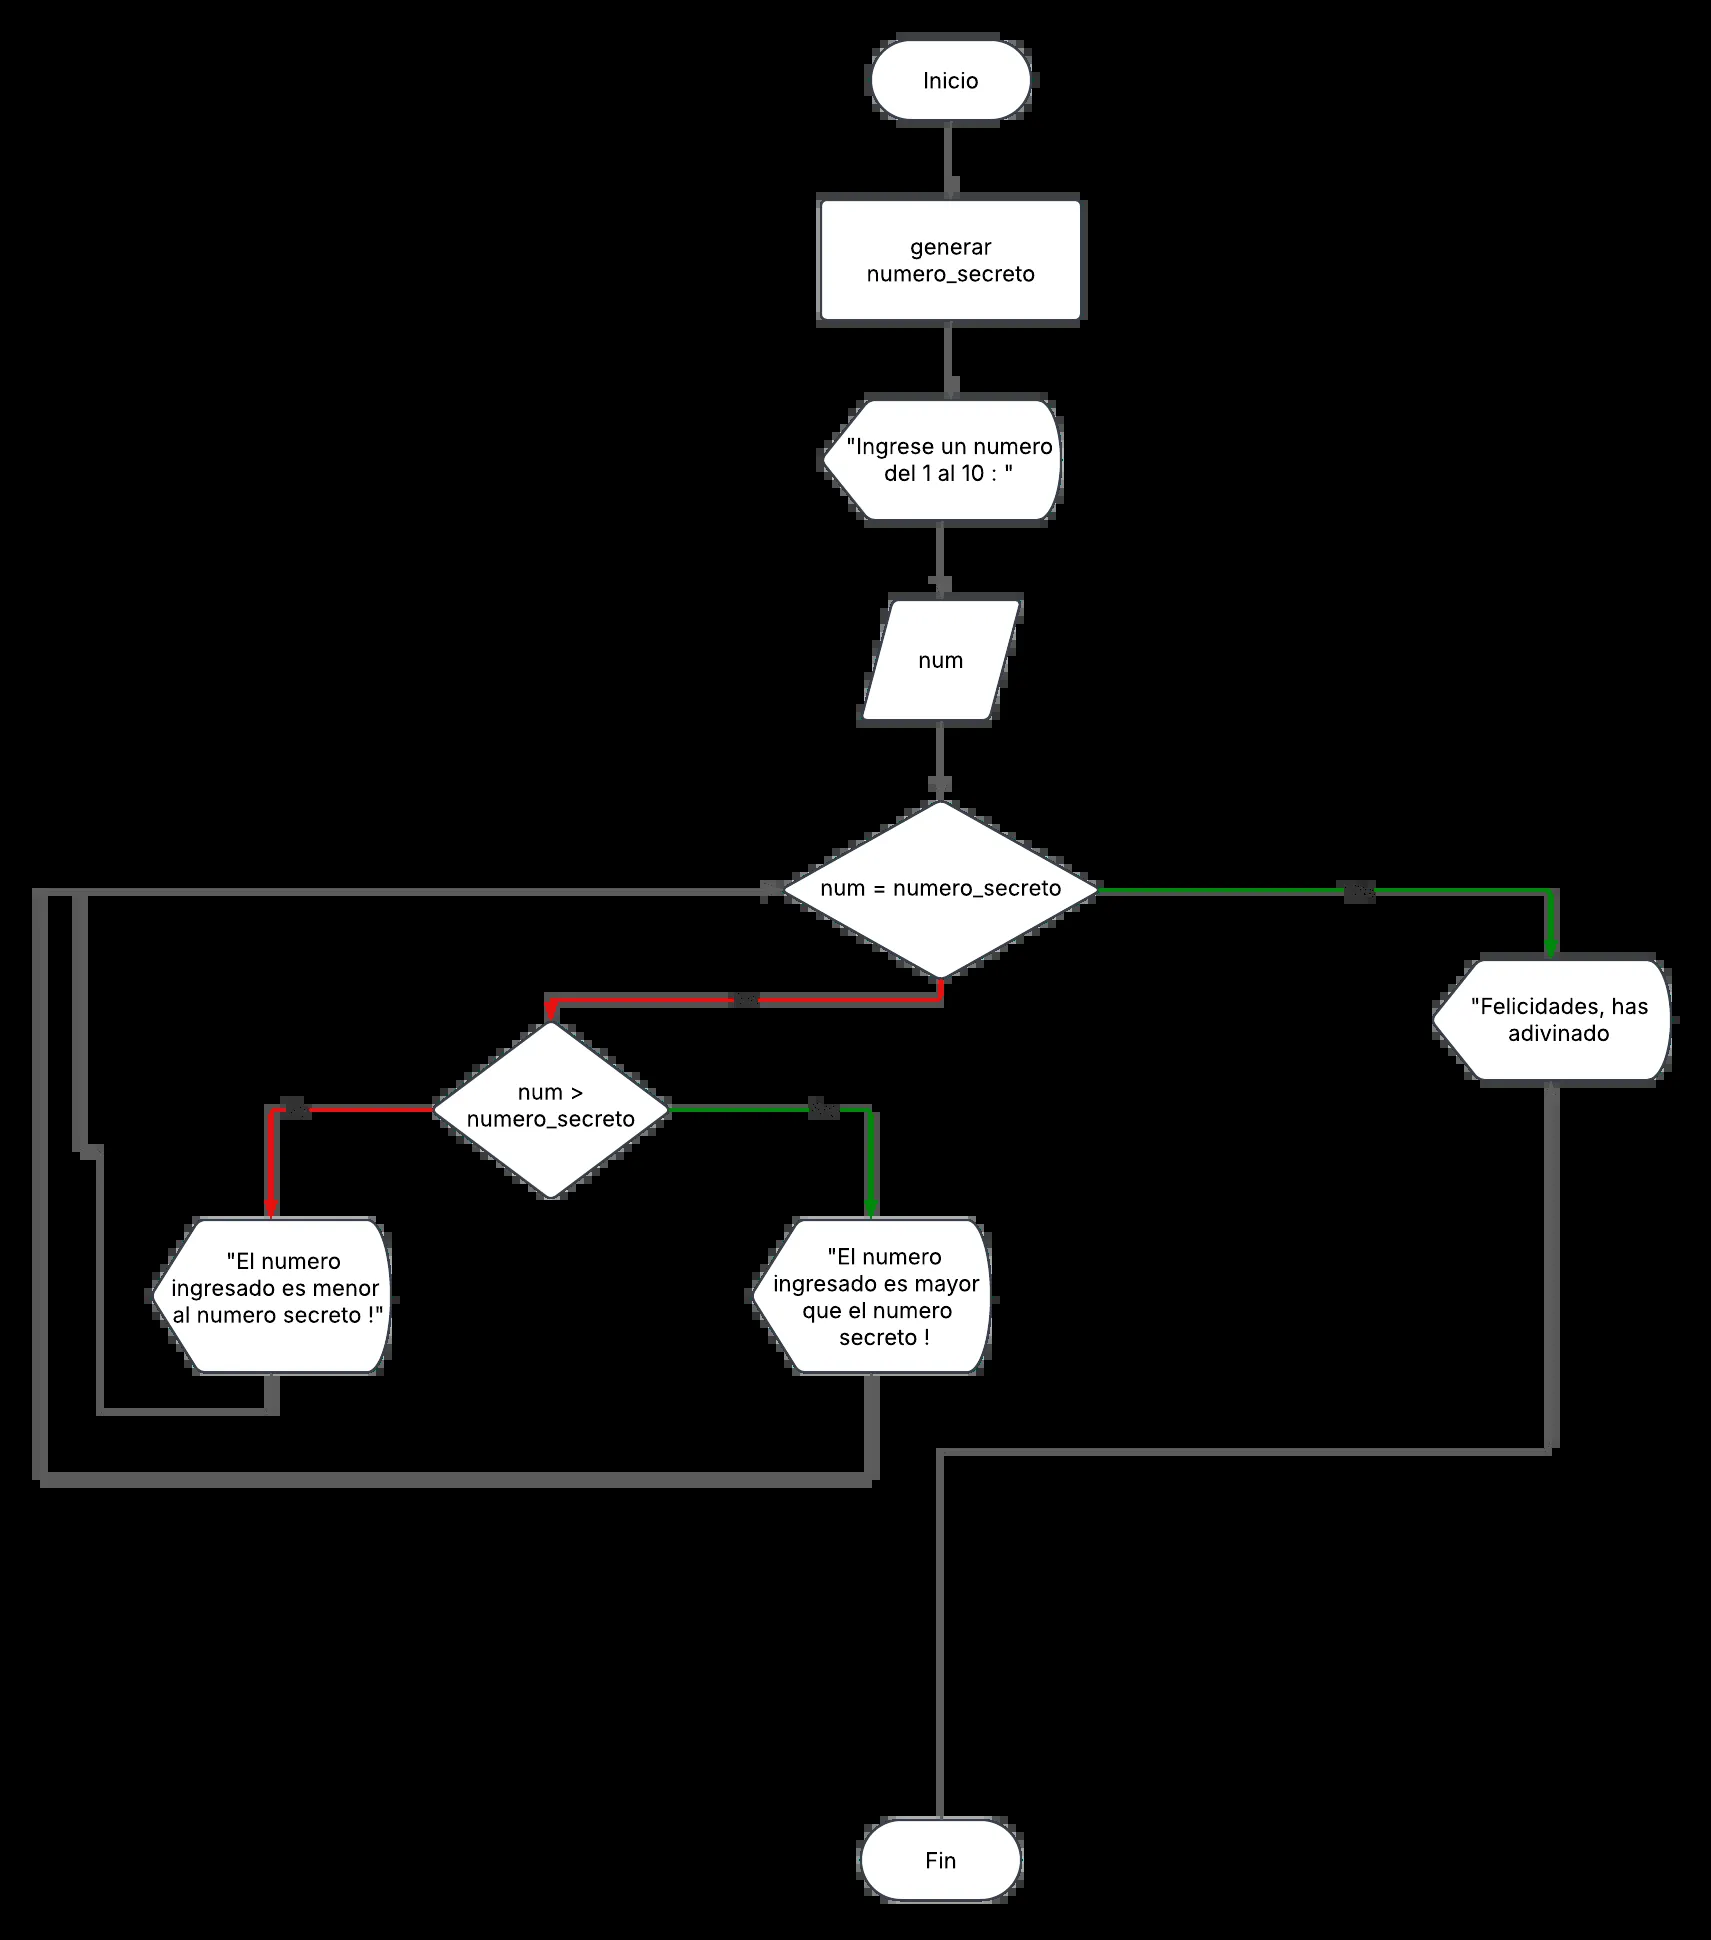 Inicio
generar
numero_secreto
"Ingrese un numero
del 1 al 10 : "
num
num = numero_secreto
"Felicidades, has
adivinado
num >
numero_secreto
"El numero
ingresado es menor
al numero secreto !"
"El numero
ingresado es mayor
que el numero
secreto !
Fin